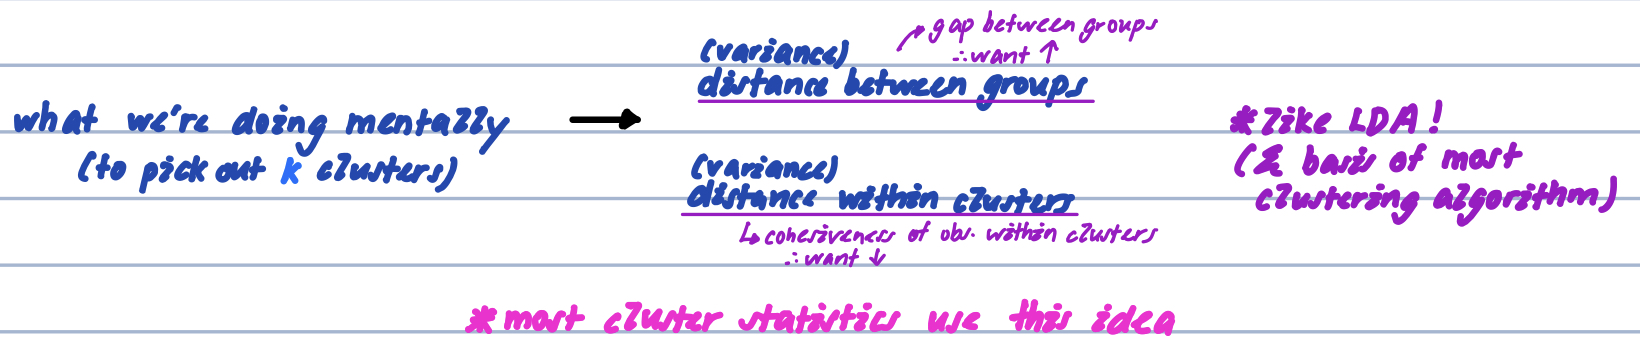 gap between groups
∴ want ↑
(variance)
distance between groups
what we're doing mentally →
(to pick out k clusters)
(variance)
distance within clusters
↳ cohesiveness of obs. within clusters
∴ want ↓
*like LDA!
(& basis of most
clustering algorithm)
*most cluster statistics use this idea